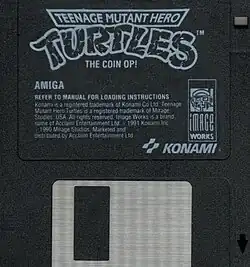 TEENAGE MUTANT HERO
TURTLES™
THE COIN OP!
AMIGA
REFER TO MANUAL FOR LOADING INSTRUCTIONS
Konami is a registered trademark of Konami Co Ltd. Teenage
Mutant Hero Turtles is a registered trademark of Mirage
Studios, USA. All rights reserved. Image Works is a brand
name of Acclaim Entertainment Ltd. © 1991 Konami Inc
© 1990 Mirage Studios. Marketed and
distributed by Acclaim Entertainment Ltd
IMAGE
WORKS
KONAMI